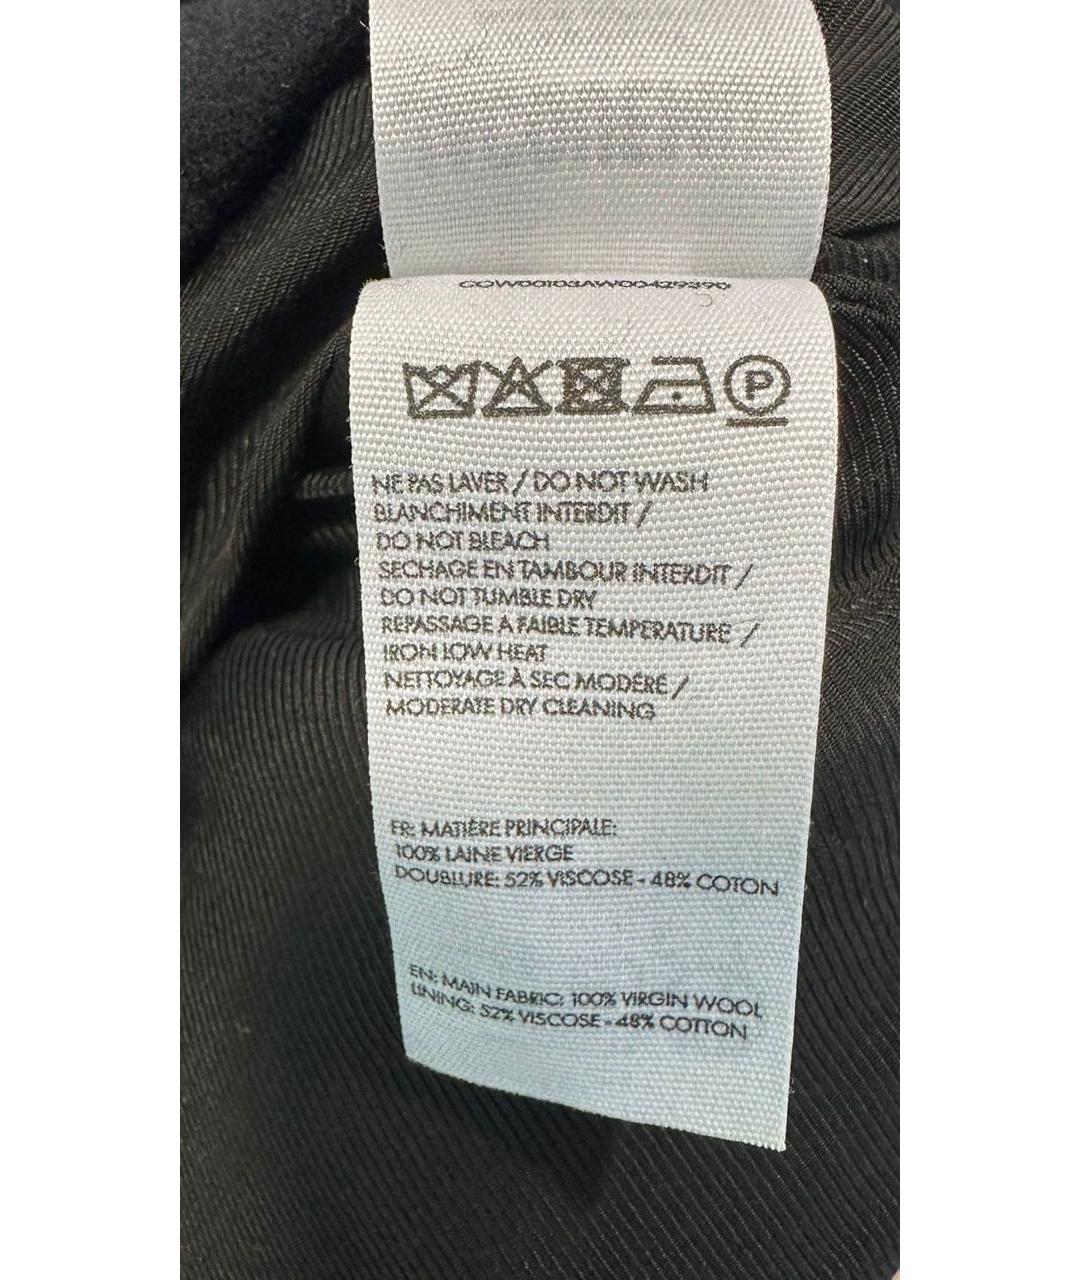 COW00103AW00429390
P
NE PAS LAVER / DO NOT WASH
BLANCHIMENT INTERDIT /
DO NOT BLEACH
SECHAGE EN TAMBOUR INTERDIT /
DO NOT TUMBLE DRY
REPASSAGE A FAIBLE TEMPERATURE /
IRON LOW HEAT
NETTOYAGE À SEC MODÉRÉ /
MODERATE DRY CLEANING
FR: MATIÈRE PRINCIPALE:
100% LAINE VIERGE
DOUBLURE: 52% VISCOSE - 48% COTON
EN: MAIN FABRIC: 100% VIRGIN WOOL
LINING: 52% VISCOSE - 48% COTTON